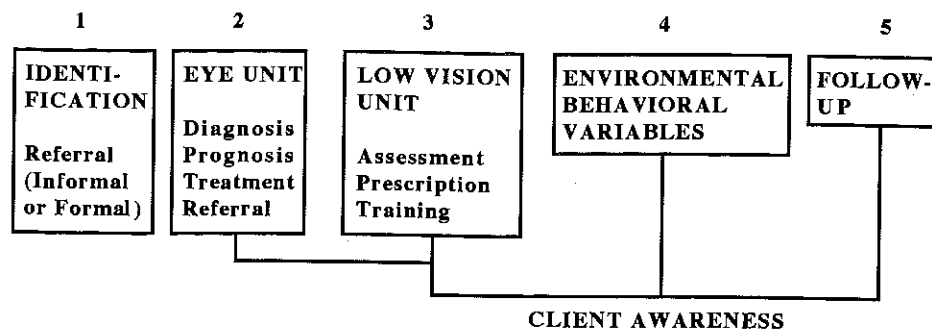 1
IDENTI-
FICATION
Referral
(Informal
or Formal)
2
EYE UNIT
Diagnosis
Prognosis
Treatment
Referral
3
LOW VISION
UNIT
Assessment
Prescription
Training
4
ENVIRONMENTAL
BEHAVIORAL
VARIABLES
5
FOLLOW-
UP
CLIENT AWARENESS